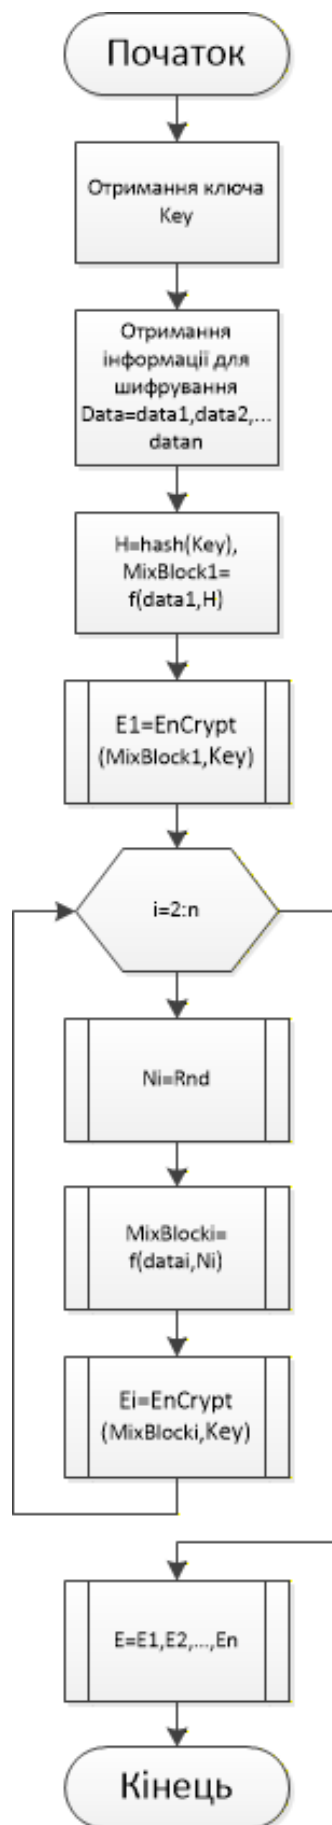 Початок
Отримання ключа
Key
Отримання
інформації для
шифрування
Data=data1,data2,...
datan
H=hash(Key),
MixBlock1=
f(data1,H)
E1=EnCrypt
(MixBlock1,Key)
i=2:n
Ni=Rnd
MixBlocki=
f(datai,Ni)
Ei=EnCrypt
(MixBlocki,Key)
E=E1,E2,...,En
Кінець